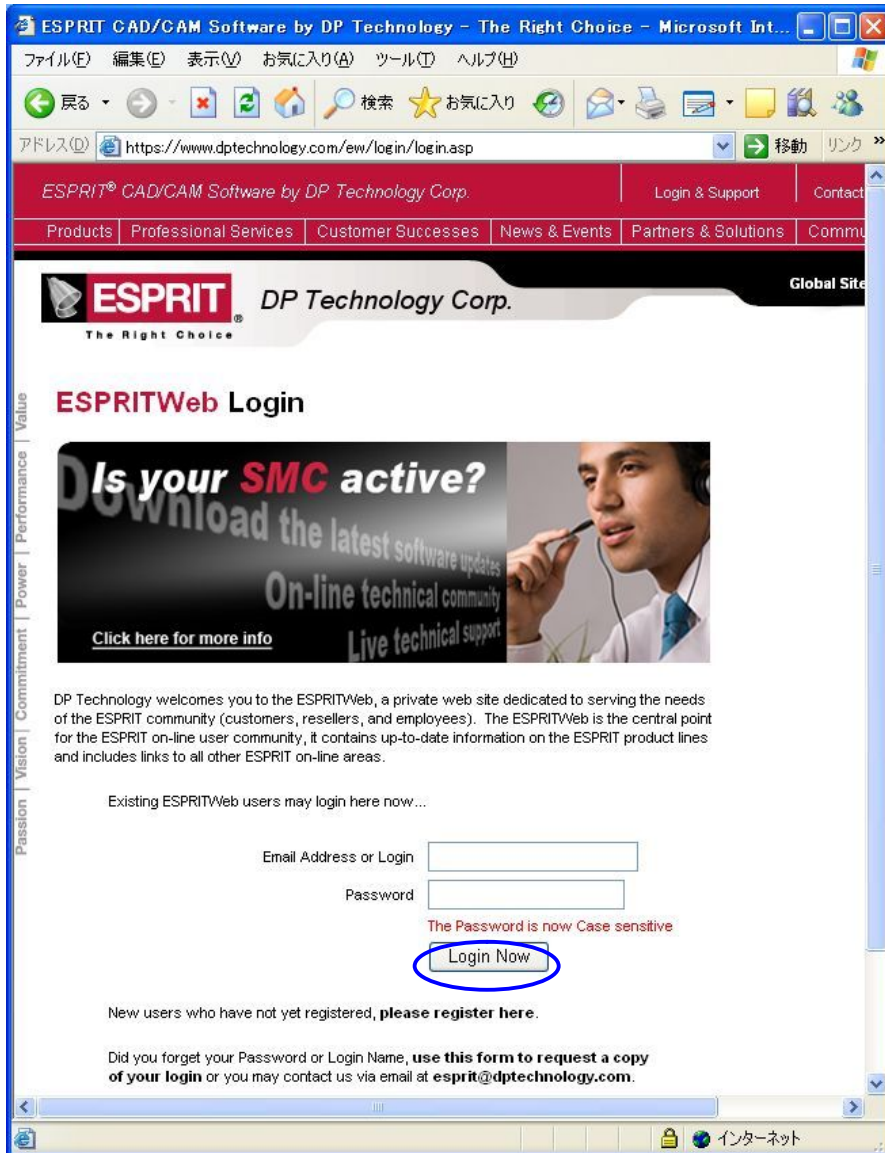 ESPRIT CAD/CAM Software by DP Technology - The Right Choice - Microsoft Int...
ファイル(F) 編集(E) 表示(V) お気に入り(A) ツール(T) ヘルプ(H)
戻る 検索 お気に入り
アドレス(D) https://www.dptechnology.com/ew/login/login.asp 移動 リンク »
ESPRIT® CAD/CAM Software by DP Technology Corp. Login & Support Contact
Products Professional Services Customer Successes News & Events Partners & Solutions Commu
Global Site
ESPRIT® DP Technology Corp.
The Right Choice
Passion | Vision | Commitment | Power | Performance | Value
ESPRITWeb Login
Is your SMC active?
Download the latest software updates
On-line technical community
Live technical support
Click here for more info
DP Technology welcomes you to the ESPRITWeb, a private web site dedicated to serving the needs
of the ESPRIT community (customers, resellers, and employees). The ESPRITWeb is the central point
for the ESPRIT on-line user community, it contains up-to-date information on the ESPRIT product lines
and includes links to all other ESPRIT on-line areas.
Existing ESPRITWeb users may login here now...
Email Address or Login
Password
The Password is now Case sensitive
Login Now
New users who have not yet registered, please register here.
Did you forget your Password or Login Name, use this form to request a copy
of your login or you may contact us via email at esprit@dptechnology.com.
インターネット